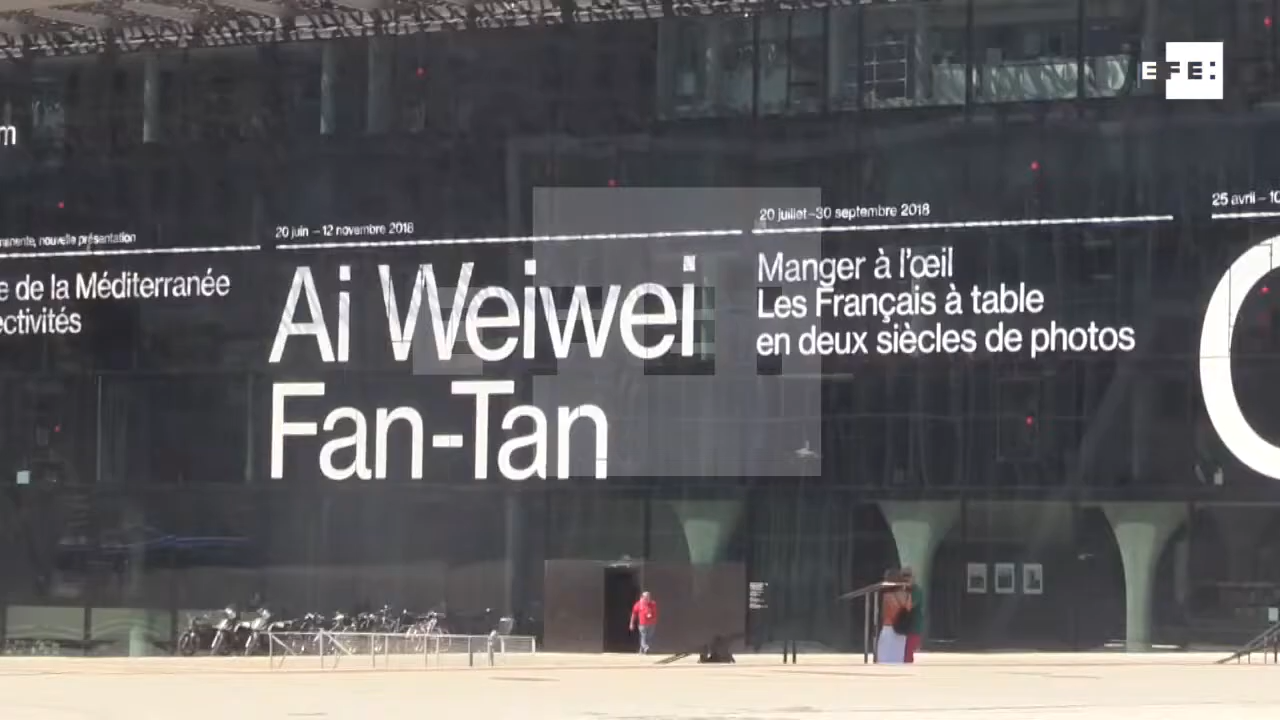 EFE:
m
nouvelle présentation
e de la Méditerranée
ectivités
20 juin – 12 novembre 2018
Ai Weiwei
Fan-Tan
20 juillet – 30 septembre 2018
Manger à l'œil
Les Français à table
en deux siècles de photos
25 avril – 10